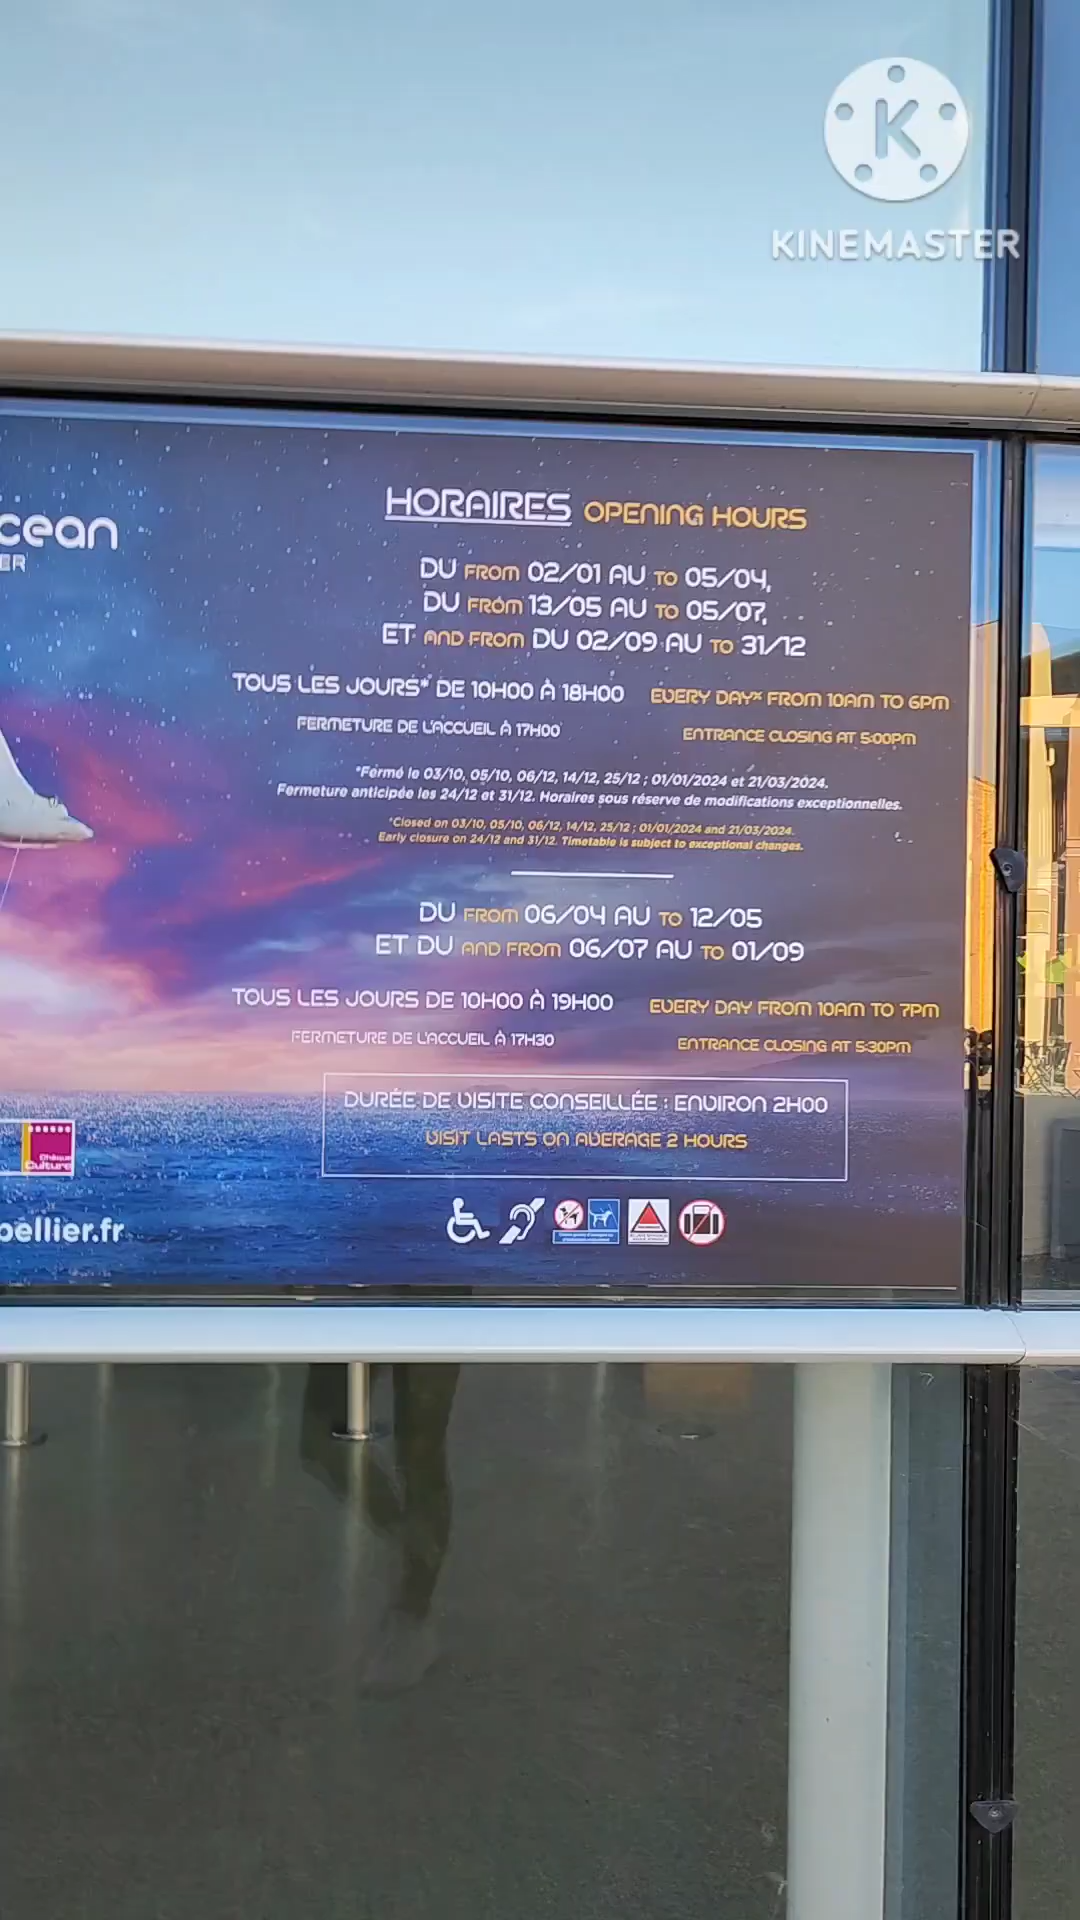 KINEMASTER
cean
ER
HORAIRES OPENING HOURS
DU FROM 02/01 AU TO 05/04,
DU FROM 13/05 AU TO 05/07,
ET AND FROM DU 02/09 AU TO 31/12
TOUS LES JOURS* DE 10H00 À 18H00 EVERY DAY* FROM 10AM TO 6PM
FERMETURE DE L'ACCUEIL À 17H00 ENTRANCE CLOSING AT 5:00PM
*Fermé le 03/10, 05/10, 06/12, 14/12, 25/12 ; 01/01/2024 et 21/03/2024.
Fermeture anticipée les 24/12 et 31/12. Horaires sous réserve de modifications exceptionnelles.
*Closed on 03/10, 05/10, 06/12, 14/12, 25/12 ; 01/01/2024 and 21/03/2024.
Early closure on 24/12 and 31/12. Timetable is subject to exceptional changes.
DU FROM 06/04 AU TO 12/05
ET DU AND FROM 06/07 AU TO 01/09
TOUS LES JOURS DE 10H00 À 19H00 EVERY DAY FROM 10AM TO 7PM
FERMETURE DE L'ACCUEIL À 17H30 ENTRANCE CLOSING AT 5:30PM
DURÉE DE VISITE CONSEILLÉE : ENVIRON 2H00
VISIT LASTS ON AVERAGE 2 HOURS
Chèque
Culture
pellier.fr